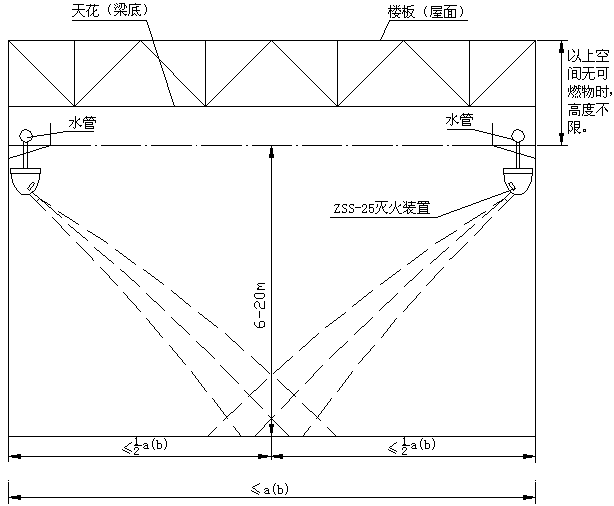 天花(梁底)
楼板(屋面)
以上空
间无可
燃物时,
高度不
限。
水管
水管
ZSS-25灭火装置
6-20m
≤½a(b)
≤½a(b)
≤a(b)